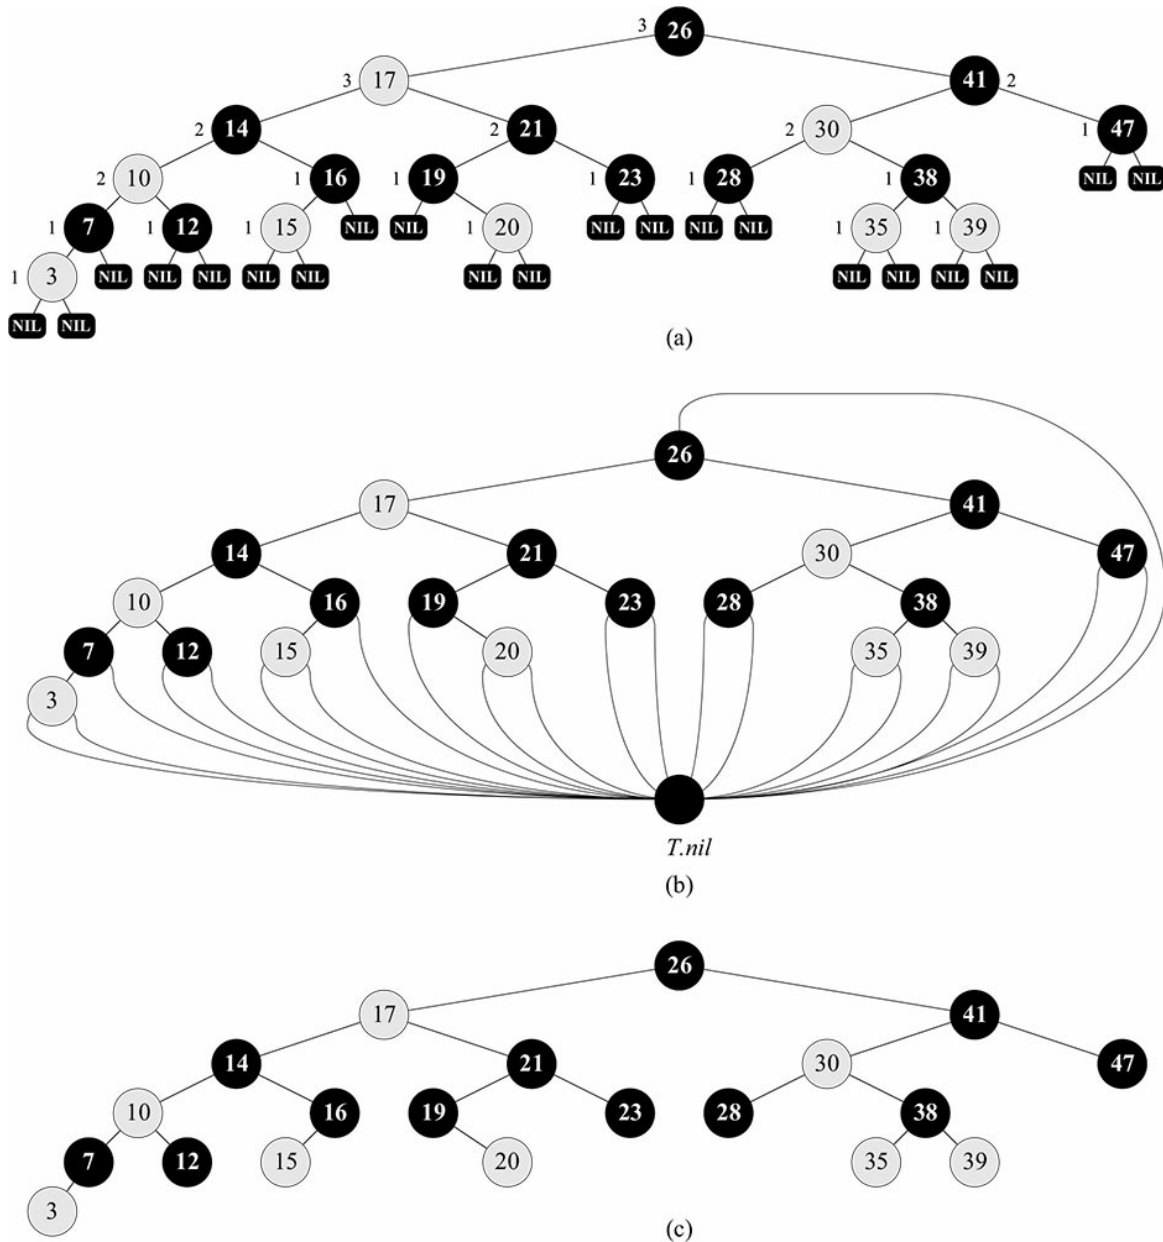 3 26
3 17 41 2
2 14 2 21 2 30 1 47
NIL NIL
2 10 1 16 1 19 1 23 1 28 1 38
1 7 1 12 1 15 NIL NIL 1 20 NIL NIL NIL NIL 1 35 1 39
1 3 NIL NIL NIL NIL NIL NIL NIL NIL NIL NIL NIL
NIL NIL
(a)
26
17 41
14 21 30 47
10 16 19 23 28 38
7 12 15 20 35 39
3
T.nil
(b)
26
17 41
14 21 30 47
10 16 19 23 28 38
7 12 15 20 35 39
3
(c)